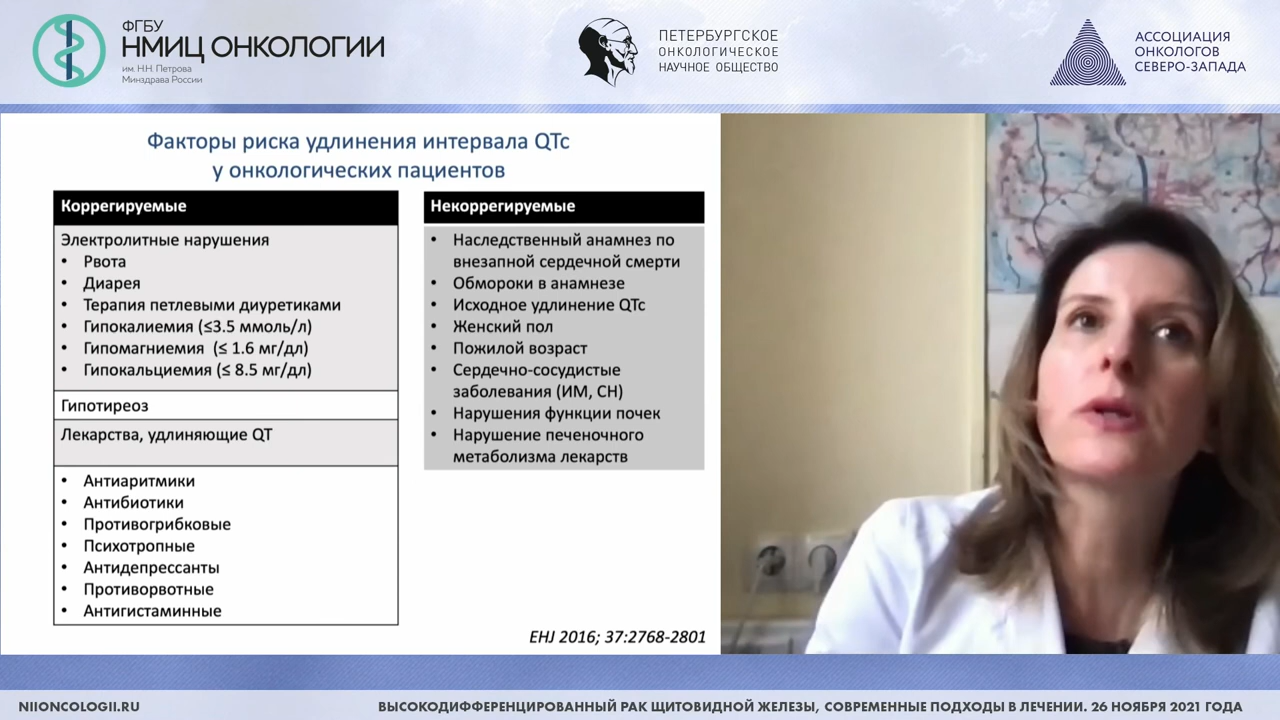 ФГБУ
НМИЦ ОНКОЛОГИИ
им. Н.Н. Петрова
Минздрава России
ПЕТЕРБУРГСКОЕ
ОНКОЛОГИЧЕСКОЕ
НАУЧНОЕ ОБЩЕСТВО
АССОЦИАЦИЯ
ОНКОЛОГОВ
СЕВЕРО-ЗАПАДА
Факторы риска удлинения интервала QTc
у онкологических пациентов
Коррегируемые
Электролитные нарушения
• Рвота
• Диарея
• Терапия петлевыми диуретиками
• Гипокалиемия (≤3.5 ммоль/л)
• Гипомагниемия (≤ 1.6 мг/дл)
• Гипокальциемия (≤ 8.5 мг/дл)
Гипотиреоз
Лекарства, удлиняющие QT
• Антиаритмики
• Антибиотики
• Противогрибковые
• Психотропные
• Антидепрессанты
• Противорвотные
• Антигистаминные
Некоррегируемые
• Наследственный анамнез по
внезапной сердечной смерти
• Обмороки в анамнезе
• Исходное удлинение QTc
• Женский пол
• Пожилой возраст
• Сердечно-сосудистые
заболевания (ИМ, СН)
• Нарушения функции почек
• Нарушение печеночного
метаболизма лекарств
EHJ 2016; 37:2768-2801
NIIONCOLOGII.RU
ВЫСОКОДИФФЕРЕНЦИРОВАННЫЙ РАК ЩИТОВИДНОЙ ЖЕЛЕЗЫ, СОВРЕМЕННЫЕ ПОДХОДЫ В ЛЕЧЕНИИ. 26 НОЯБРЯ 2021 ГОДА